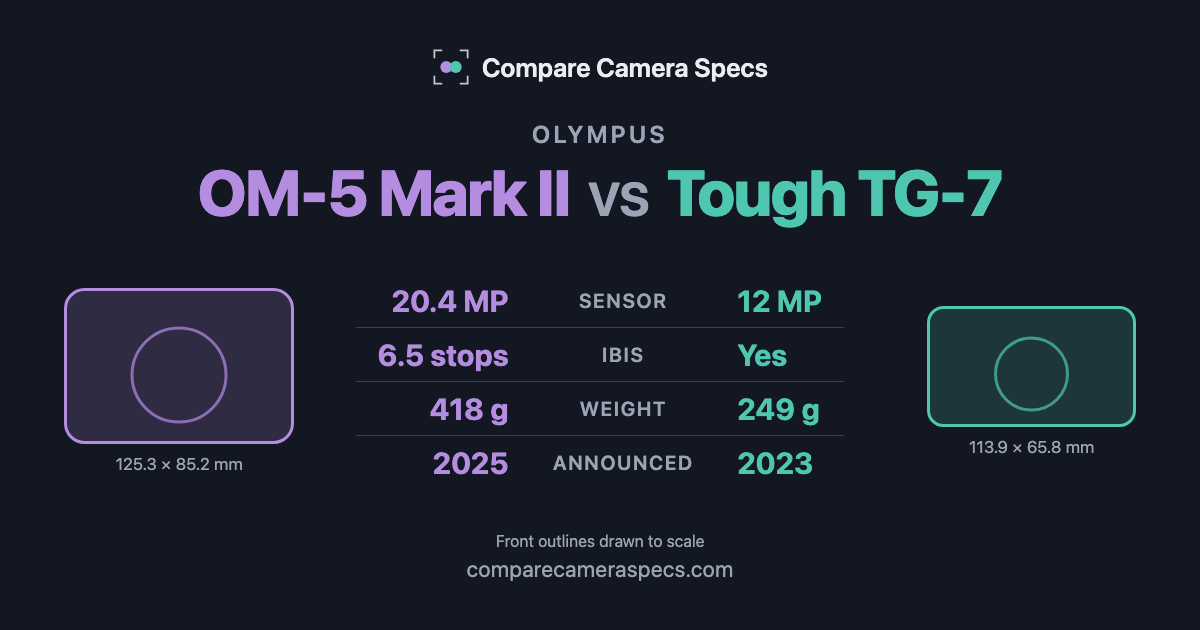 Compare Camera Specs
OLYMPUS
OM-5 Mark II vs Tough TG-7
20.4 MP SENSOR 12 MP
6.5 stops IBIS Yes
418 g WEIGHT 249 g
2025 ANNOUNCED 2023
125.3 × 85.2 mm
113.9 × 65.8 mm
Front outlines drawn to scale
comparecameraspecs.com